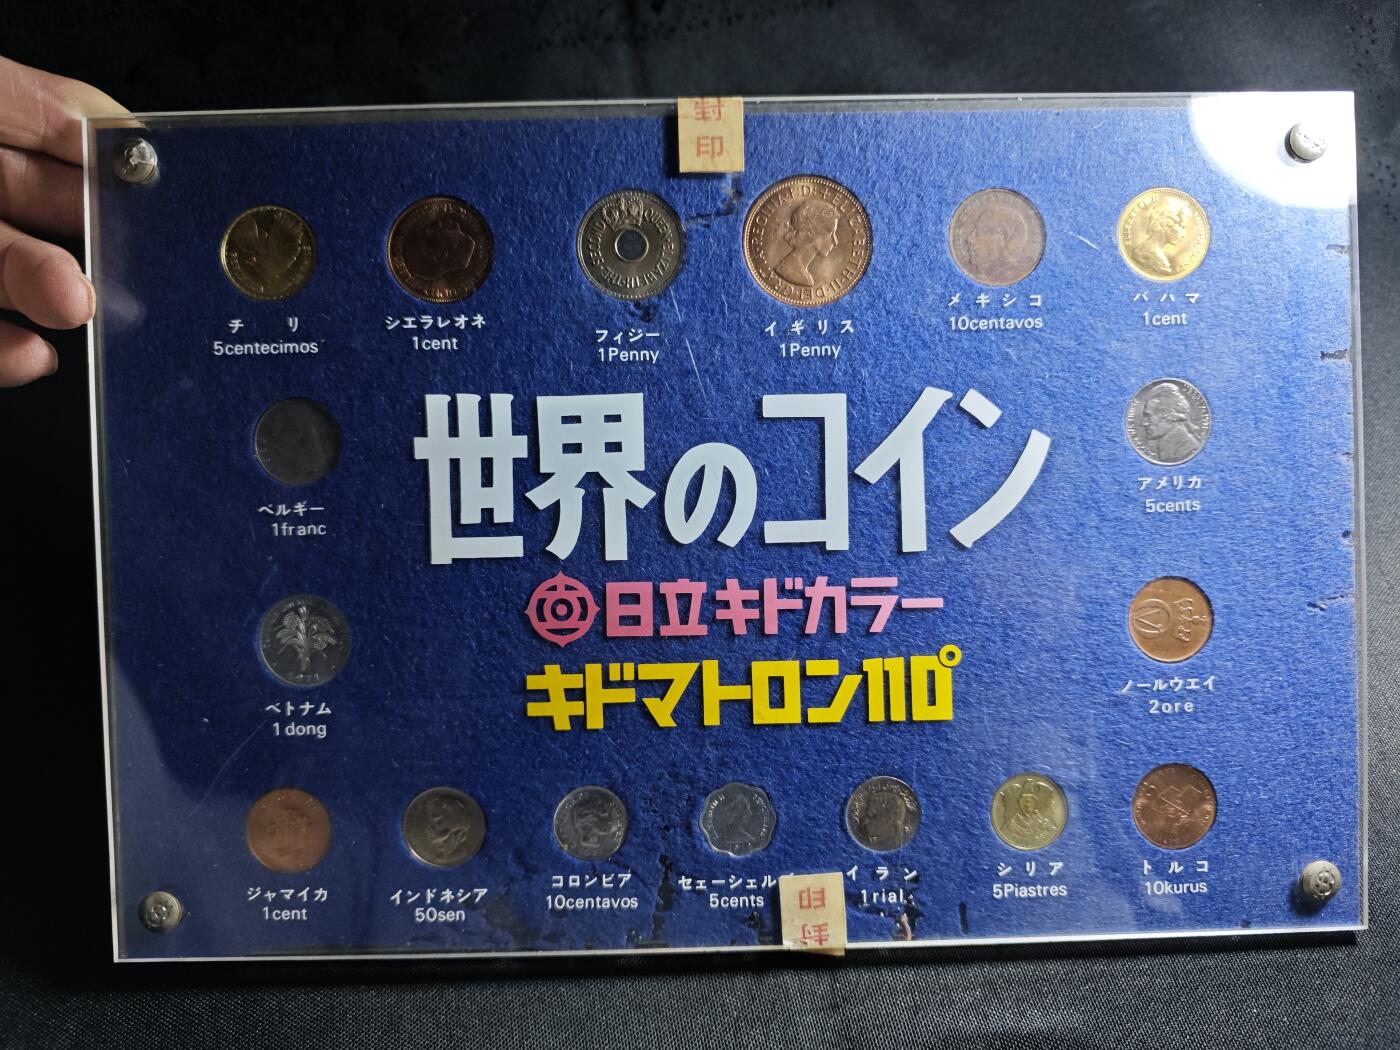 封
印
チリ
5centecimos
シエラレオネ
1cent
フィジー
1Penny
イギリス
1Penny
メキシコ
10centavos
バハマ
1cent
ベルギー
1franc
世界のコイン
アメリカ
5cents
日立キドカラー
キドマトロン110°
ベトナム
1dong
ノールウエイ
2ore
ジャマイカ
1cent
インドネシア
50sen
コロンビア
10centavos
セェーシェル
5cents
イラン
1rial
シリア
5Piastres
トルコ
10kurus
封
印